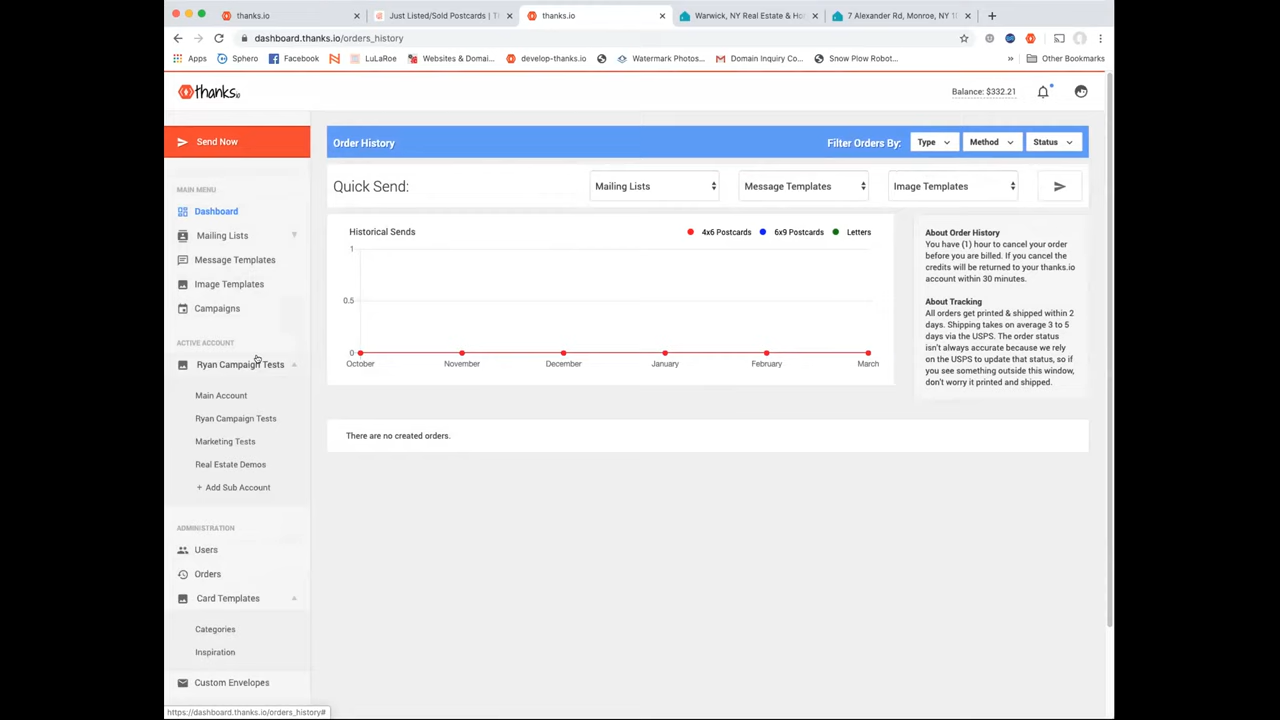 thanks.io
Just Listed/Sold Postcards | T
thanks.io
Warwick, NY Real Estate & Ho
7 Alexander Rd, Monroe, NY 1
dashboard.thanks.io/orders_history
Apps
Sphero
Facebook
LuLaRoe
Websites & Domai...
develop-thanks.io
Watermark Photos...
Domain Inquiry Co...
Snow Plow Robot...
Other Bookmarks
thanks.io
Balance: $332.21
Send Now
MAIN MENU
Dashboard
Mailing Lists
Message Templates
Image Templates
Campaigns
ACTIVE ACCOUNT
Ryan Campaign Tests
Main Account
Ryan Campaign Tests
Marketing Tests
Real Estate Demos
+ Add Sub Account
ADMINISTRATION
Users
Orders
Card Templates
Categories
Inspiration
Custom Envelopes
Order History
Filter Orders By:
Type
Method
Status
Quick Send:
Mailing Lists
Message Templates
Image Templates
Historical Sends
4x6 Postcards
6x9 Postcards
Letters
1
0.5
0
October
November
December
January
February
March
About Order History
You have (1) hour to cancel your order
before you are billed. If you cancel the
credits will be returned to your thanks.io
account within 30 minutes.
About Tracking
All orders get printed & shipped within 2
days. Shipping takes on average 3 to 5
days via the USPS. The order status
isn't always accurate because we rely
on the USPS to update that status, so if
you see something outside this window,
don't worry it printed and shipped.
There are no created orders.
https://dashboard.thanks.io/orders_history#